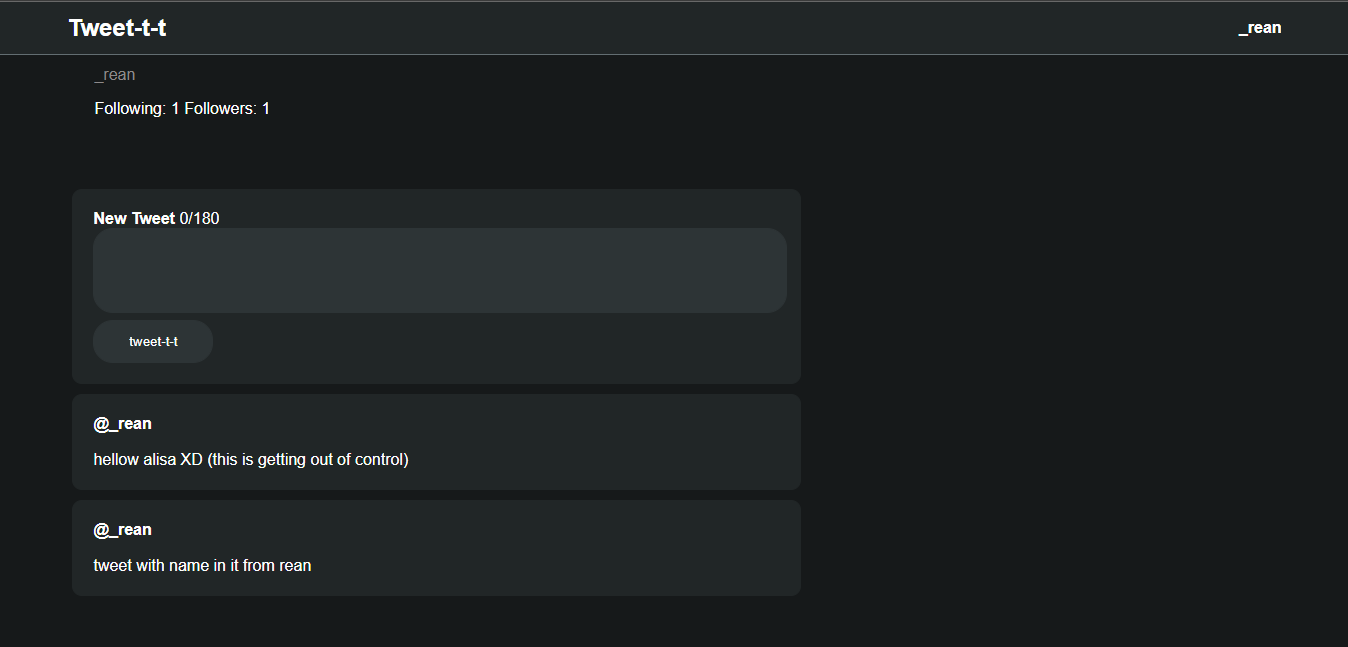 Tweet-t-t
_rean
_rean
Following: 1 Followers: 1
New Tweet 0/180
tweet-t-t
@_rean
hellow alisa XD (this is getting out of control)
@_rean
tweet with name in it from rean